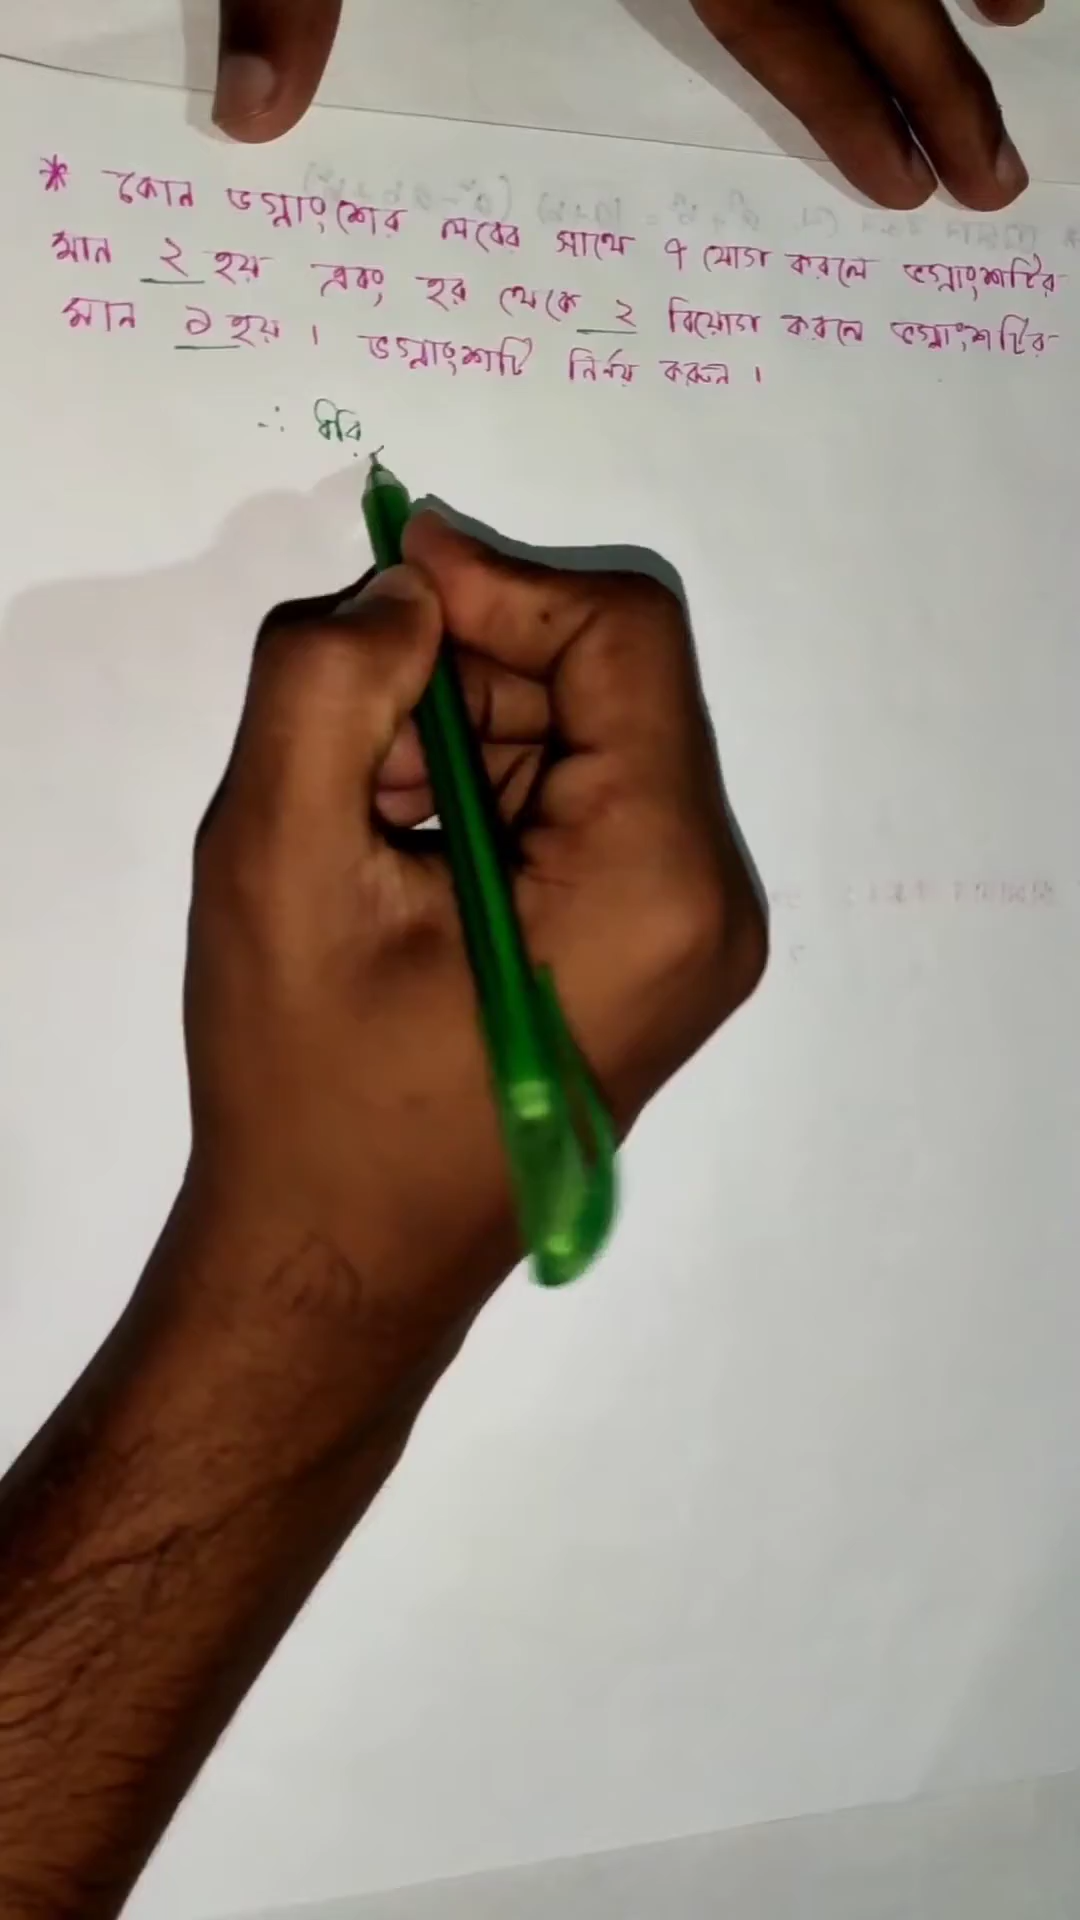 * কোন ভগ্নাংশের লবের সাথে ৭ যোগ করলে ভগ্নাংশটির
মান ২ হয় এবং হর থেকে ২ বিয়োগ করলে ভগ্নাংশটির
মান ১ হয় । ভগ্নাংশটি নির্ণয় করুন ।
∴ ধরি